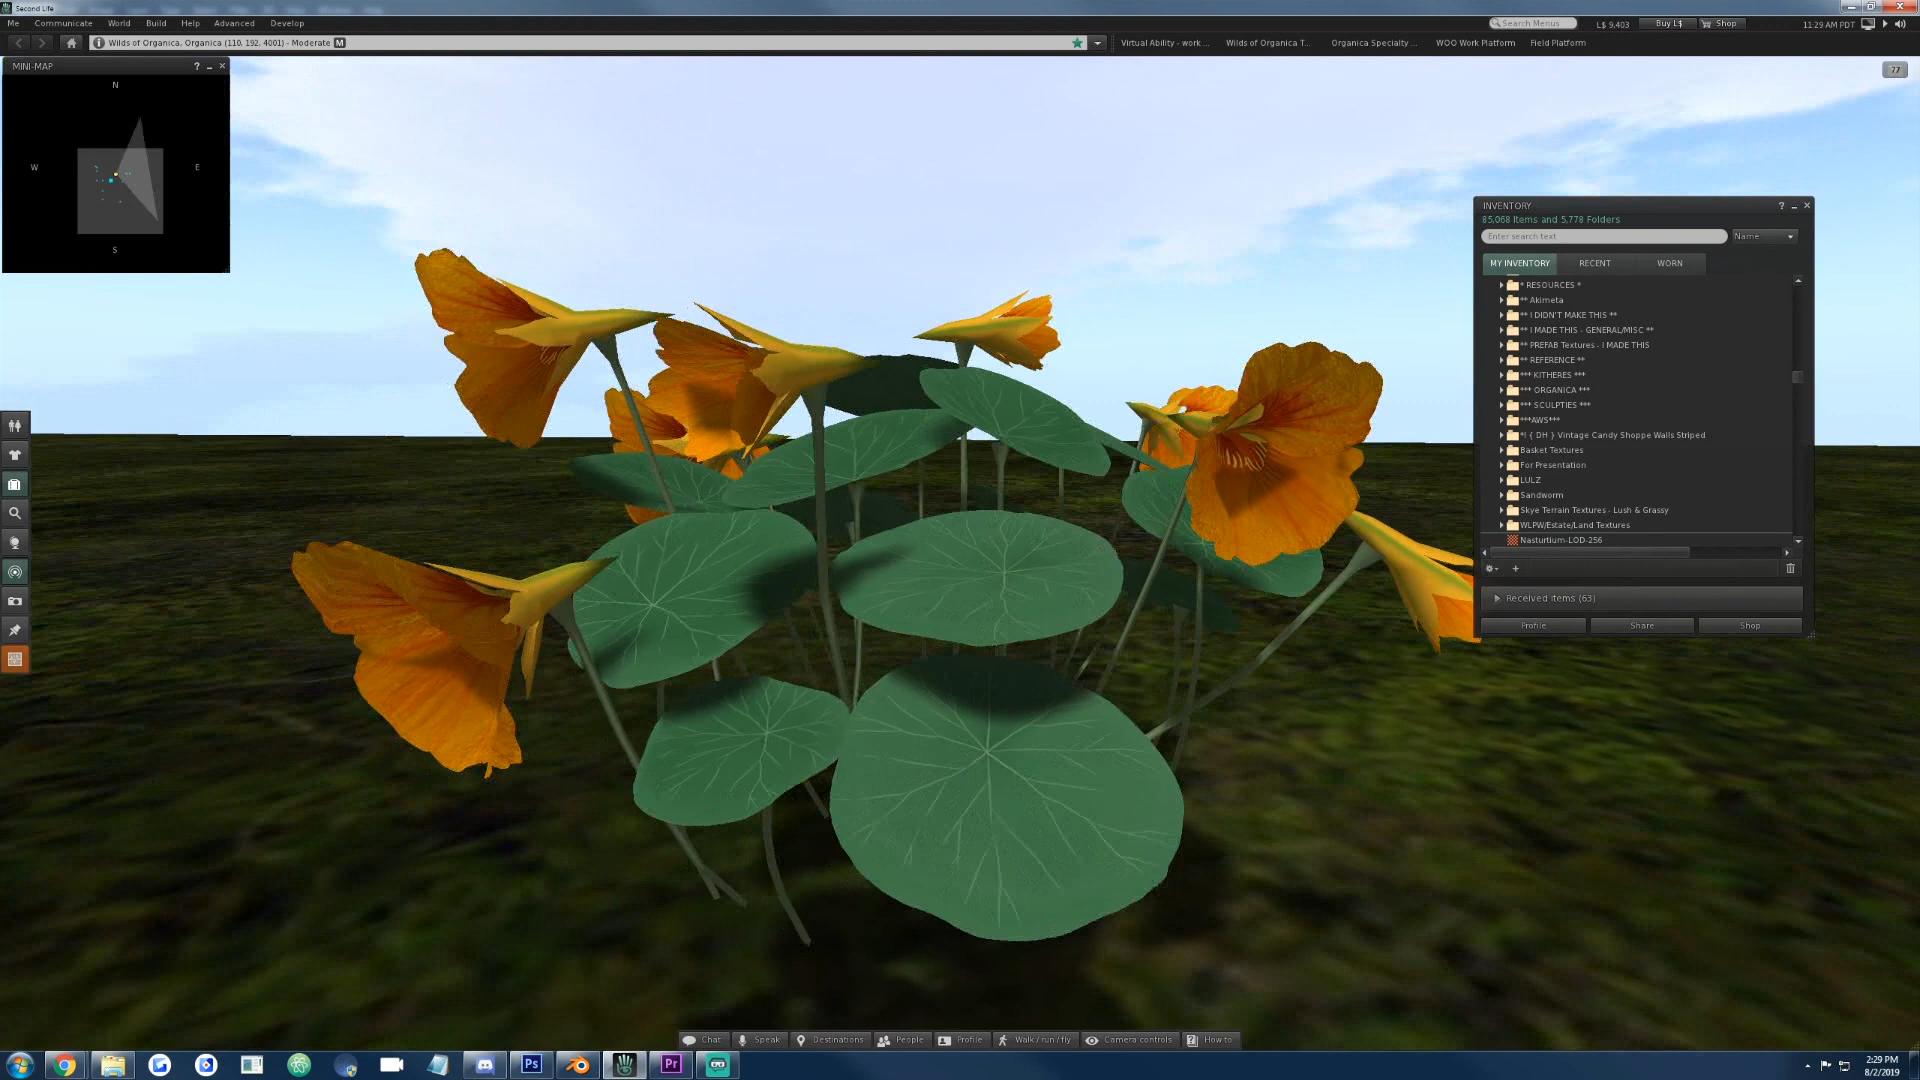 Second Life
Me Communicate World Build Help Advanced Develop
Search Menus L$ 9,403 Buy L$ Shop 11:29 AM PDT
Wilds of Organica, Organica (110, 192, 4001) - Moderate M
Virtual Ability - work ... Wilds of Organica T... Organica Specialty ... WOO Work Platform Field Platform
MINI-MAP ?
77
N
W E
S
INVENTORY ?
85,068 Items and 5,778 Folders
Enter search text Name
MY INVENTORY RECENT WORN
* RESOURCES *
** Akimeta
** I DIDN'T MAKE THIS **
** I MADE THIS - GENERAL/MISC **
** PREFAB Textures - I MADE THIS
** REFERENCE **
*** KITHERES ***
*** ORGANICA ***
*** SCULPTIES ***
***AWS***
*! { DH } Vintage Candy Shoppe Walls Striped
Basket Textures
For Presentation
LULZ
Sandworm
Skye Terrain Textures - Lush & Grassy
WLPW/Estate/Land Textures
Nasturtium-LOD-256
Received items (63)
Profile Share Shop
Chat Speak Destinations People Profile Walk / run / fly Camera controls How to
Ps Pr
2:29 PM
8/2/2019